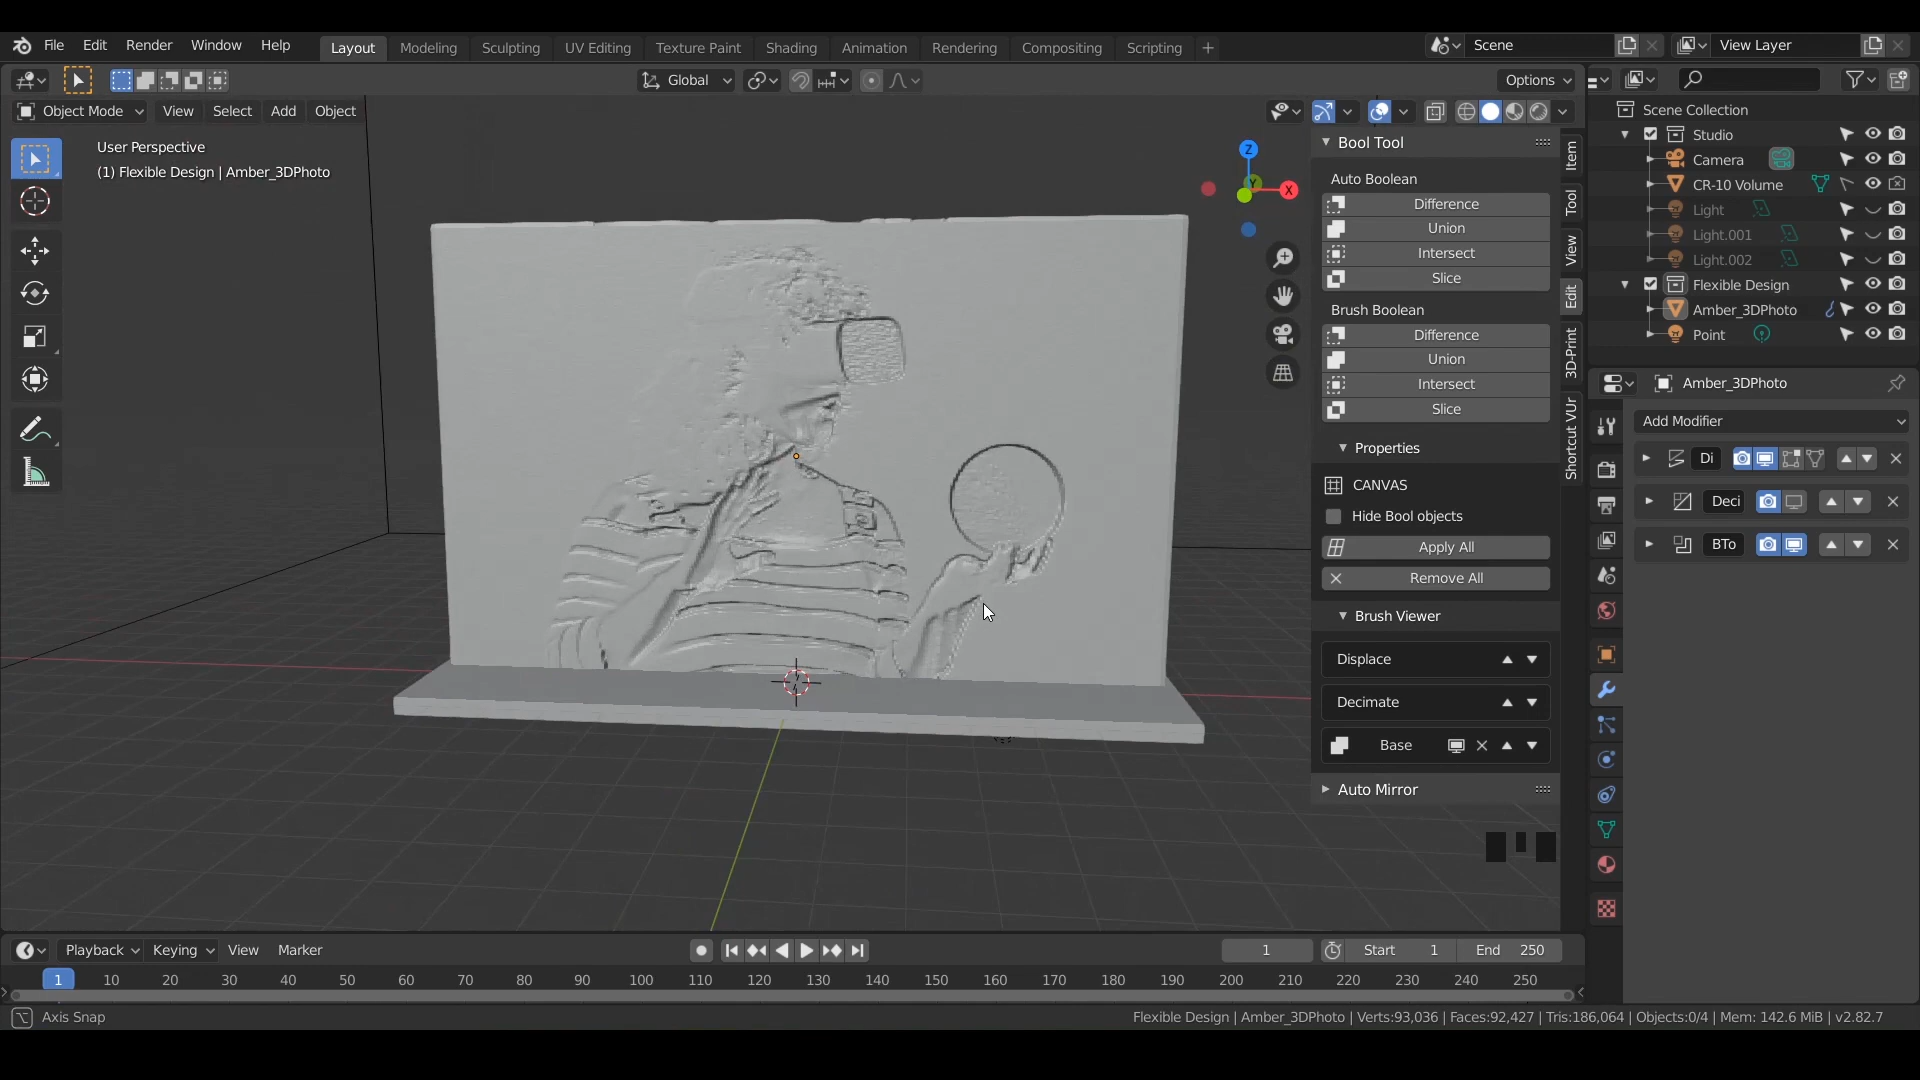 File Edit Render Window Help Layout Modeling Sculpting UV Editing Texture Paint Shading Animation Rendering Compositing Scripting + Scene View Layer
Global Options
Object Mode View Select Add Object
User Perspective
(1) Flexible Design | Amber_3DPhoto
Z
X
Y
Bool Tool
Auto Boolean
Difference
Union
Intersect
Slice
Brush Boolean
Difference
Union
Intersect
Slice
Properties
CANVAS
Hide Bool objects
Apply All
Remove All
Brush Viewer
Displace
Decimate
Base
Auto Mirror
Item
Tool
View
Edit
3D-Print
Shortcut VUr
Scene Collection
Studio
Camera
CR-10 Volume
Light
Light.001
Light.002
Flexible Design
Amber_3DPhoto
Point
Amber_3DPhoto
Add Modifier
Di
Deci
BTo
Playback Keying View Marker 1 Start 1 End 250
1 10 20 30 40 50 60 70 80 90 100 110 120 130 140 150 160 170 180 190 200 210 220 230 240 250
Axis Snap Flexible Design | Amber_3DPhoto | Verts:93,036 | Faces:92,427 | Tris:186,064 | Objects:0/4 | Mem: 142.6 MiB | v2.82.7